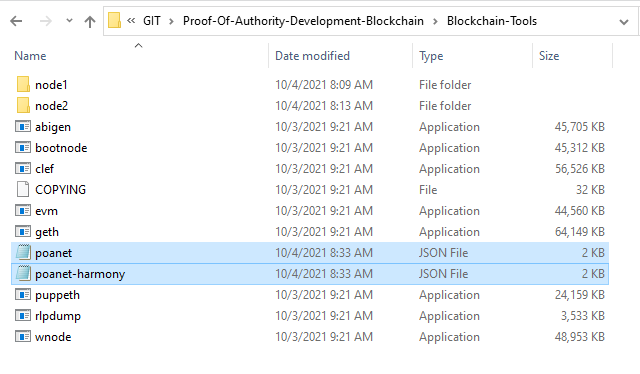 « GIT › Proof-Of-Authority-Development-Blockchain › Blockchain-Tools
Name Date modified Type Size
node1 10/4/2021 8:09 AM File folder
node2 10/4/2021 8:13 AM File folder
abigen 10/3/2021 9:21 AM Application 45,705 KB
bootnode 10/3/2021 9:21 AM Application 45,312 KB
clef 10/3/2021 9:21 AM Application 56,526 KB
COPYING 10/3/2021 9:21 AM File 32 KB
evm 10/3/2021 9:21 AM Application 44,560 KB
geth 10/3/2021 9:21 AM Application 64,149 KB
poanet 10/4/2021 8:33 AM JSON File 2 KB
poanet-harmony 10/4/2021 8:33 AM JSON File 2 KB
puppeth 10/3/2021 9:21 AM Application 24,159 KB
rlpdump 10/3/2021 9:21 AM Application 3,533 KB
wnode 10/3/2021 9:21 AM Application 48,953 KB